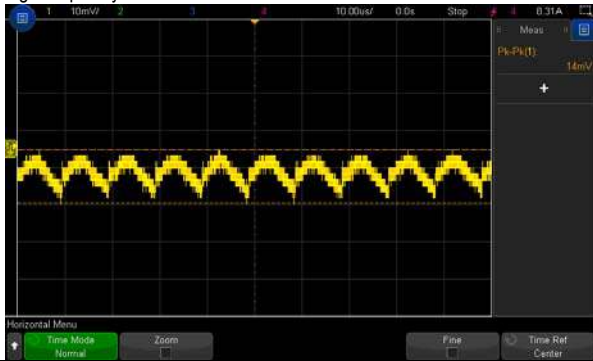 1 10mV/ 2 3 4 10.00us/ 0.0s Stop 4 8.31A
Meas
Pk-Pk(1):
14mV
+
Horizontal Menu
Time Mode Zoom Fine Time Ref
Normal Center